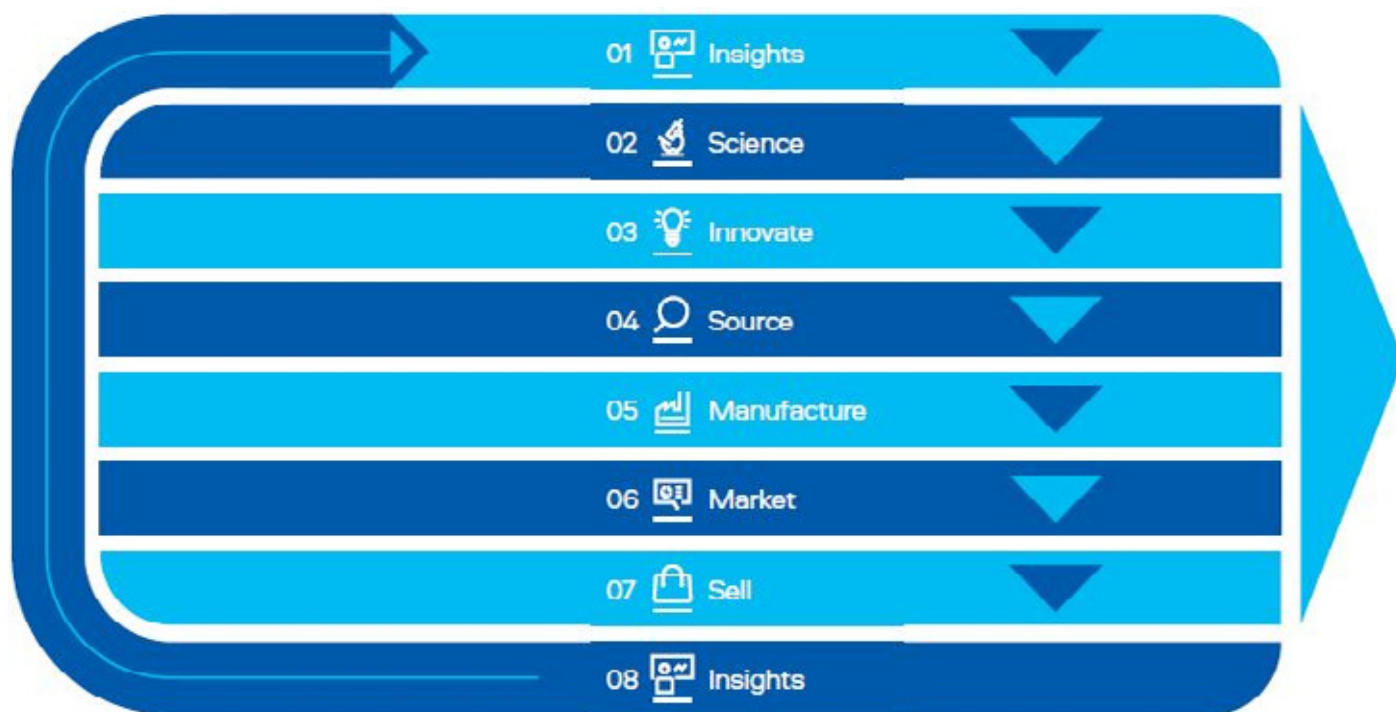 01 Insights
02 Science
03 Innovate
04 Source
05 Manufacture
06 Market
07 Sell
08 Insights